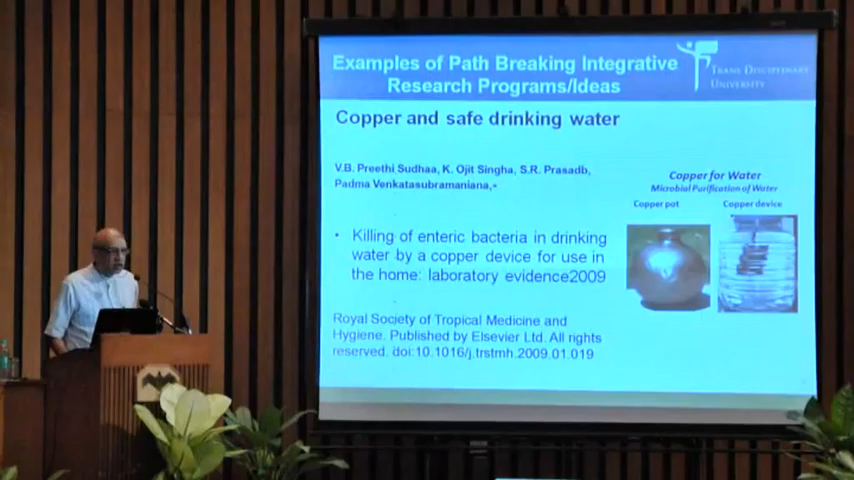 Examples of Path Breaking Integrative
Research Programs/Ideas
TRANS DISCIPLINARY
UNIVERSITY
Copper and safe drinking water
V.B. Preethi Sudhaa, K. Ojit Singha, S.R. Prasadb,
Padma Venkatasubramaniana,*
Copper for Water
Microbial Purification of Water
Copper pot
Copper device
• Killing of enteric bacteria in drinking
water by a copper device for use in
the home: laboratory evidence2009
Royal Society of Tropical Medicine and
Hygiene. Published by Elsevier Ltd. All rights
reserved. doi:10.1016/j.trstmh.2009.01.019